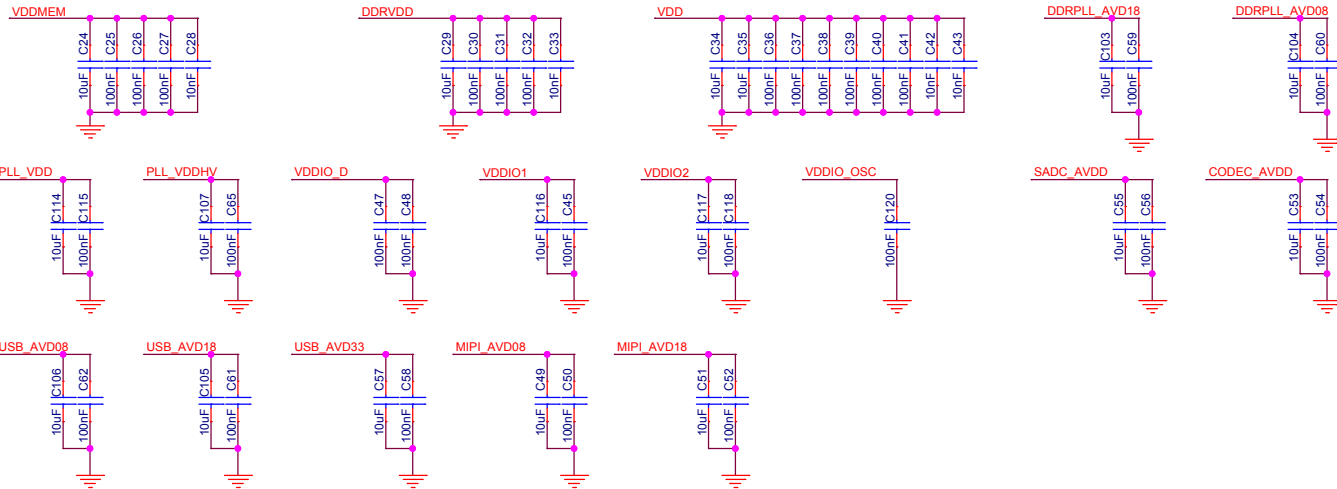 VDDMEM
C24 C25 C26 C27 C28
10uF 100nF 100nF 100nF 10nF
DDRVDD
C29 C30 C31 C32 C33
10uF 100nF 100nF 100nF 10nF
VDD
C34 C35 C36 C37 C38 C39 C40 C41 C42 C43
10uF 10uF 100nF 100nF 100nF 100nF 100nF 100nF 10nF 10nF
DDRPLL_AVD18
C103 C59
10uF 100nF
DDRPLL_AVD08
C104 C60
10uF 100nF
PLL_VDD
C114 C115
10uF 100nF
PLL_VDDHV
C107 C65
10uF 100nF
VDDIO_D
C47 C48
100nF 100nF
VDDIO1
C116 C45
10uF 100nF
VDDIO2
C117 C118
10uF 100nF
VDDIO_OSC
C120
100nF
SADC_AVDD
C55 C56
10uF 100nF
CODEC_AVDD
C53 C54
10uF 100nF
USB_AVD08
C106 C62
10uF 100nF
USB_AVD18
C105 C61
10uF 100nF
USB_AVD33
C57 C58
10uF 100nF
MIPI_AVD08
C49 C50
10uF 100nF
MIPI_AVD18
C51 C52
10uF 100nF